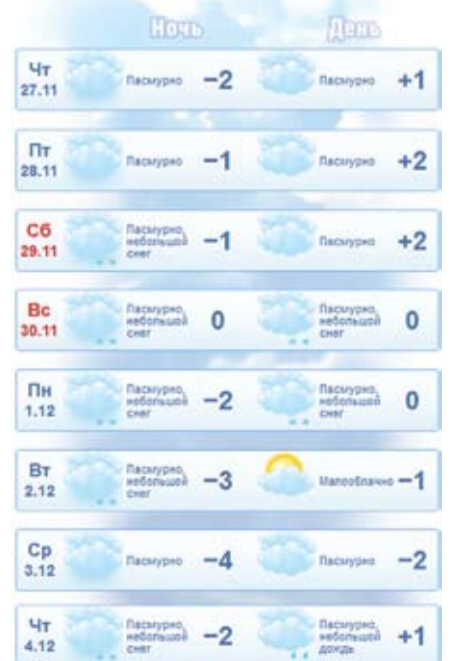 Ночь День
Чт
27.11
Пасмурно −2
Пасмурно +1
Пт
28.11
Пасмурно −1
Пасмурно +2
Сб
29.11
Пасмурно,
небольшой
снег
−1
Пасмурно +2
Вс
30.11
Пасмурно,
небольшой
снег
0
Пасмурно,
небольшой
снег
0
Пн
1.12
Пасмурно,
небольшой
снег
−2
Пасмурно,
небольшой
снег
0
Вт
2.12
Пасмурно,
небольшой
снег
−3
Малооблачно −1
Ср
3.12
Пасмурно −4
Пасмурно −2
Чт
4.12
Пасмурно,
небольшой
снег
−2
Пасмурно,
небольшой
дождь
+1